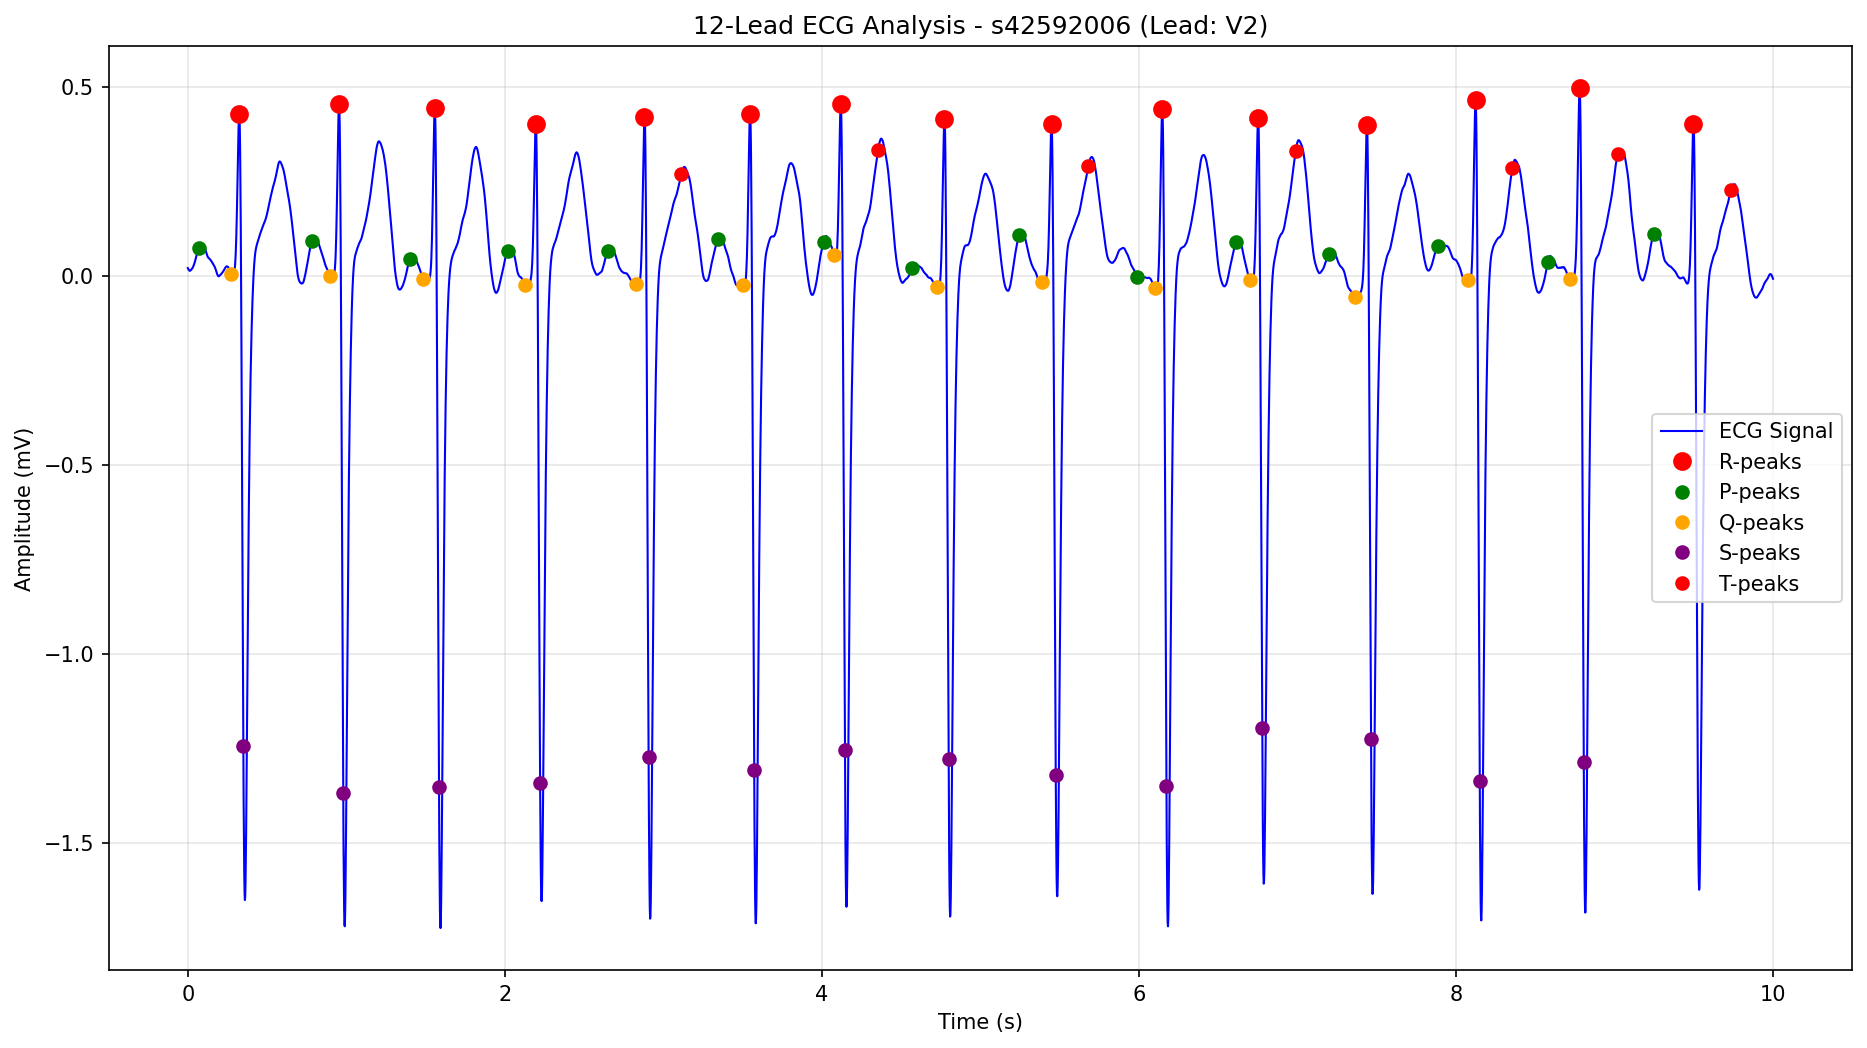 12-Lead ECG Analysis - s42592006 (Lead: V2)
Amplitude (mV)
0.5
0.0
−0.5
−1.0
−1.5
ECG Signal
R-peaks
P-peaks
Q-peaks
S-peaks
T-peaks
0 2 4 6 8 10
Time (s)